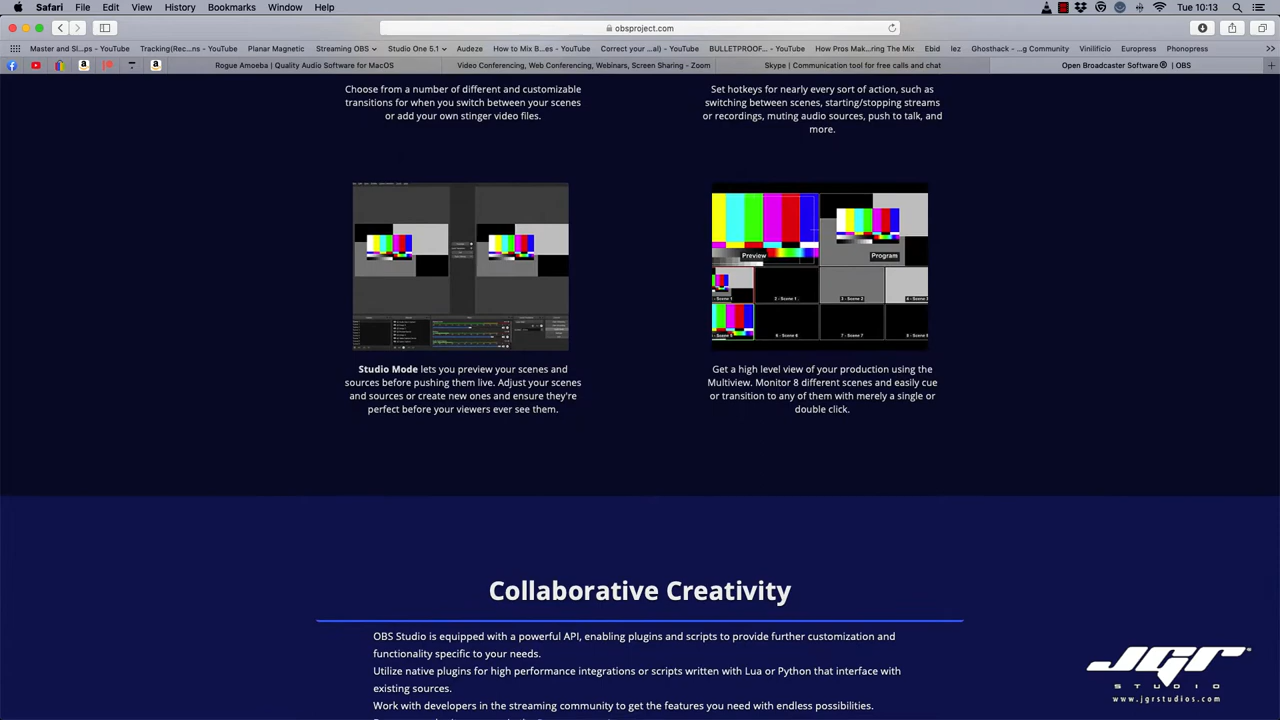 Safari File Edit View History Bookmarks Window Help Tue 10:13
obsproject.com
Master and Sl...ps - YouTube Tracking(Rec...ns - YouTube Planar Magnetic Streaming OBS Studio One 5.1 Audeze How to Mix B...es - YouTube Correct your ...al) - YouTube BULLETPROOF... - YouTube How Pros Mak...ring The Mix Ebid lez Ghosthack - ...g Community Vinilificio Europress Phonopress
Rogue Amoeba | Quality Audio Software for MacOS Video Conferencing, Web Conferencing, Webinars, Screen Sharing - Zoom Skype | Communication tool for free calls and chat Open Broadcaster Software® | OBS
Choose from a number of different and customizable
transitions for when you switch between your scenes
or add your own stinger video files.
Set hotkeys for nearly every sort of action, such as
switching between scenes, starting/stopping streams
or recordings, muting audio sources, push to talk, and
more.
Preview Program
2 - Scene 1 3 - Scene 2
6 - Scene 6 7 - Scene 7
Studio Mode lets you preview your scenes and
sources before pushing them live. Adjust your scenes
and sources or create new ones and ensure they're
perfect before your viewers ever see them.
Get a high level view of your production using the
Multiview. Monitor 8 different scenes and easily cue
or transition to any of them with merely a single or
double click.
Collaborative Creativity
OBS Studio is equipped with a powerful API, enabling plugins and scripts to provide further customization and
functionality specific to your needs.
Utilize native plugins for high performance integrations or scripts written with Lua or Python that interface with
existing sources.
Work with developers in the streaming community to get the features you need with endless possibilities.
JGR
STUDIO
www.jgrstudios.com